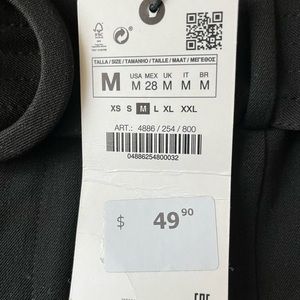 TALLA / SIZE / TAMANHO / TAILLE / MAAT / ΜΕΓΕΘΟΣ
M
USA MEX UK IT BR
M 28 M M M
XS S M L XL XXL
ART.: 4886 / 254 / 800
04886254800032
$ 49 90